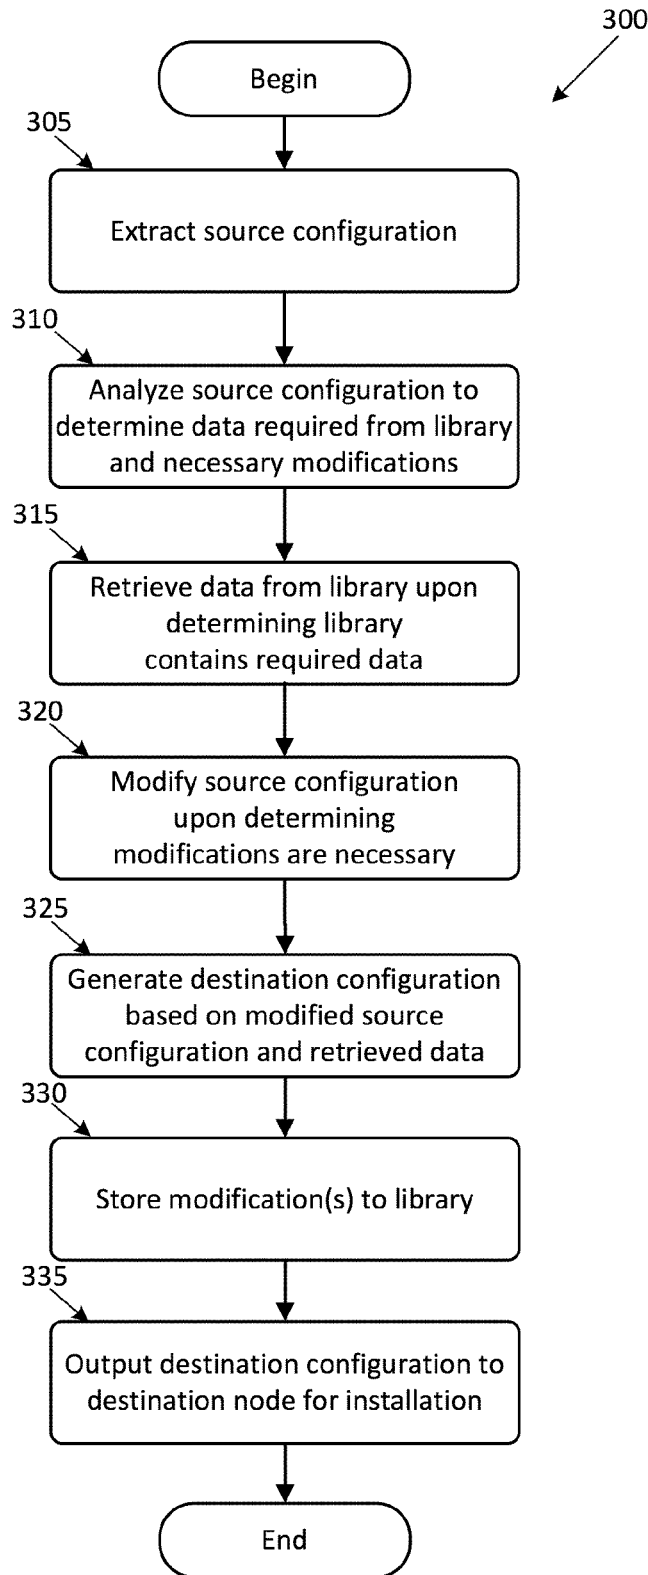 300
Begin
305
Extract source configuration
310
Analyze source configuration to
determine data required from library
and necessary modifications
315
Retrieve data from library upon
determining library
contains required data
320
Modify source configuration
upon determining
modifications are necessary
325
Generate destination configuration
based on modified source
configuration and retrieved data
330
Store modification(s) to library
335
Output destination configuration to
destination node for installation
End